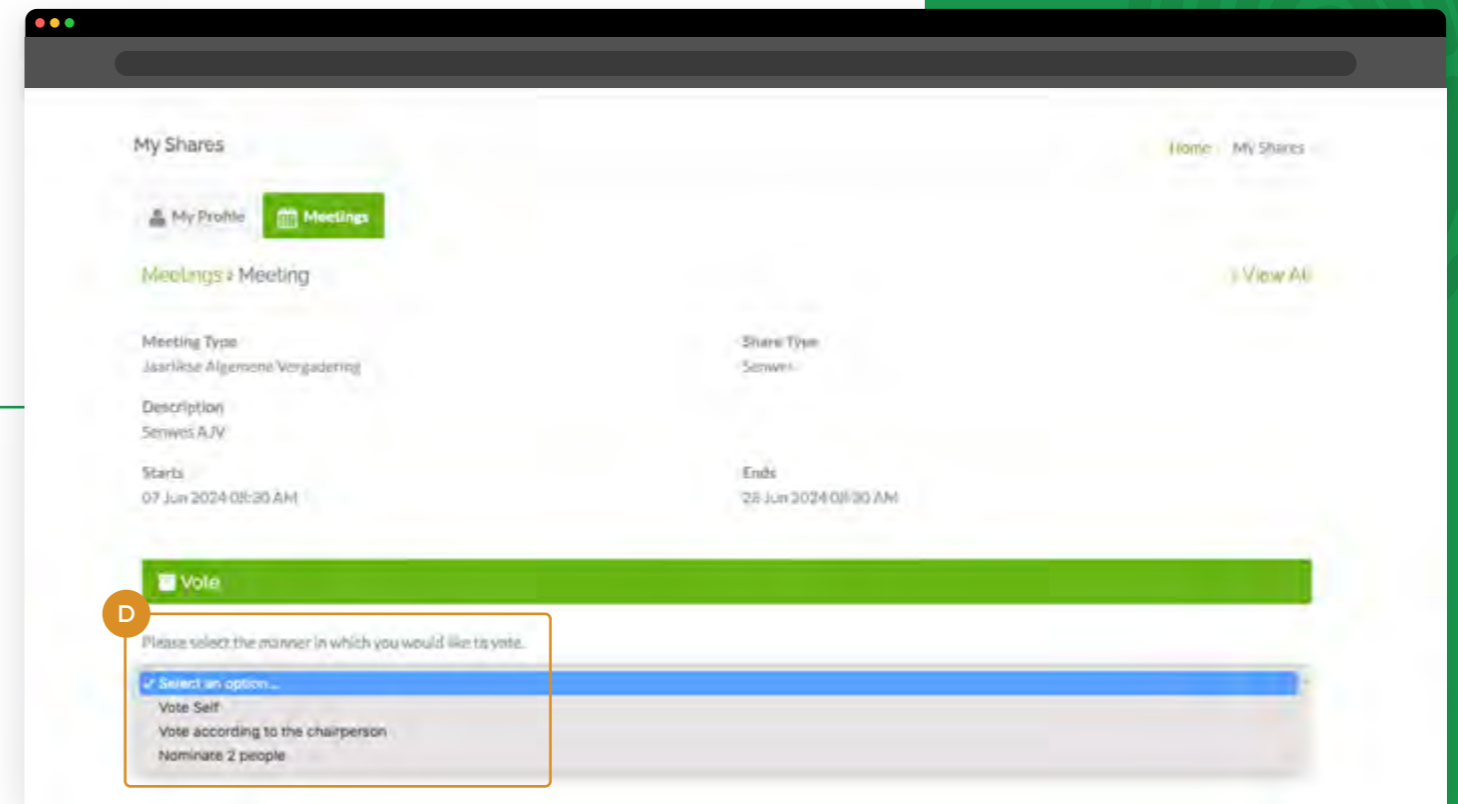 My Shares
Home My Shares
My Profile Meetings
Meetings › Meeting
› View All
Meeting Type
Jaarlikse Algemene Vergadering
Share Type
Senwes
Description
Senwes AJV
Starts
07 Jun 2024 08:30 AM
Ends
28 Jun 2024 08:30 AM
Vote
D
Please select the manner in which you would like to vote.
✓ Select an option...
Vote Self
Vote according to the chairperson
Nominate 2 people